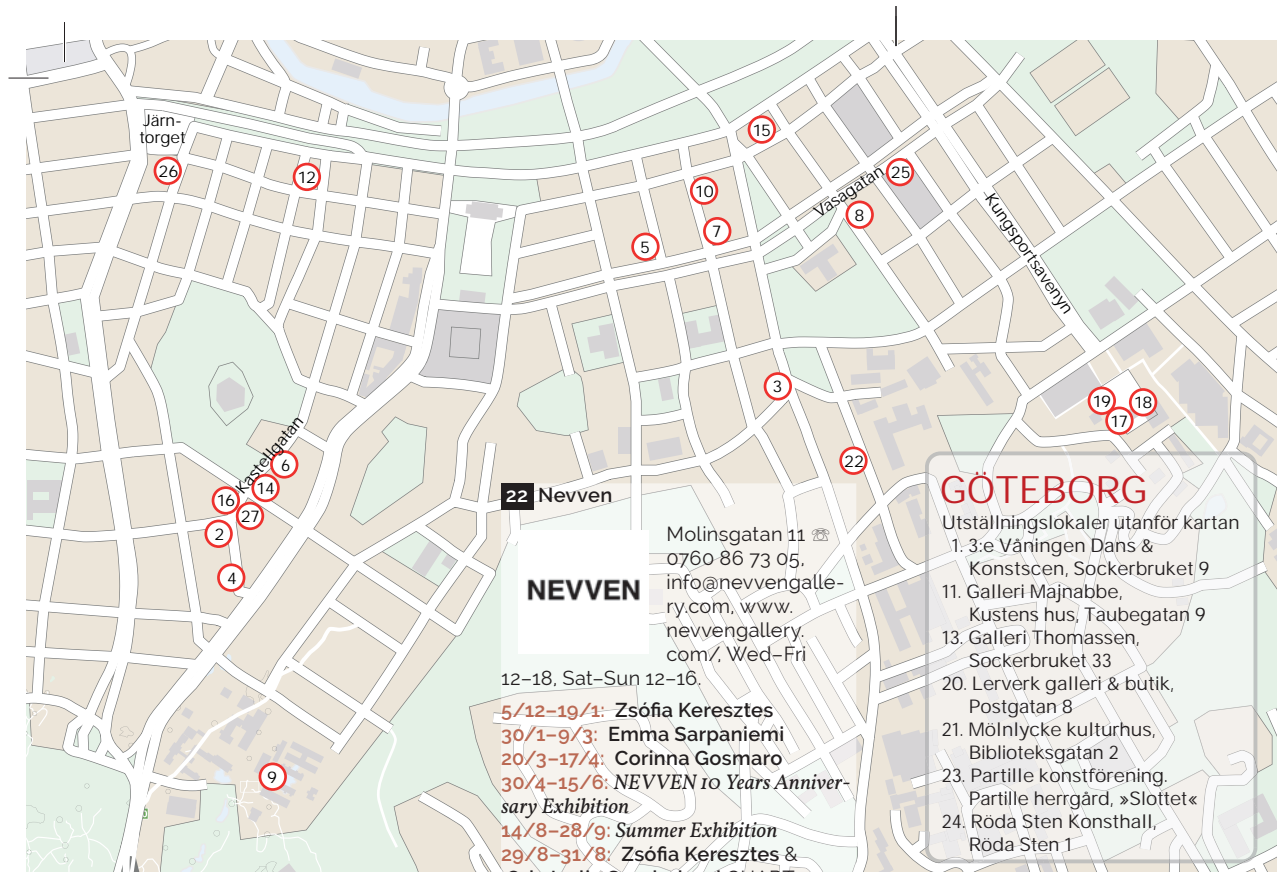 Järn-
torget
15
26
12
25
10
Vasagatan
8
7
5
Kungsportsavenyn
3
19
18
17
Kastellgatan
6
22
14
16
27
2
4
9
22 Nevven
NEVVEN
Molinsgatan 11 ☏
0760 86 73 05,
info@nevvengalle-
ry.com, www.
nevvengallery.
com/, Wed–Fri
12–18, Sat–Sun 12–16.
5/12–19/1: Zsófia Keresztes
30/1–9/3: Emma Sarpaniemi
20/3–17/4: Corinna Gosmaro
30/4–15/6: NEVVEN 10 Years Anniver-
sary Exhibition
14/8–28/9: Summer Exhibition
29/8–31/8: Zsófia Keresztes &
GÖTEBORG
Utställningslokaler utanför kartan
1. 3:e Våningen Dans &
Konstscen, Sockerbruket 9
11. Galleri Majnabbe,
Kustens hus, Taubegatan 9
13. Galleri Thomassen,
Sockerbruket 33
20. Lerverk galleri & butik,
Postgatan 8
21. Mölnlycke kulturhus,
Biblioteksgatan 2
23. Partille konstförening.
Partille herrgård, »Slottet«
24. Röda Sten Konsthall,
Röda Sten 1